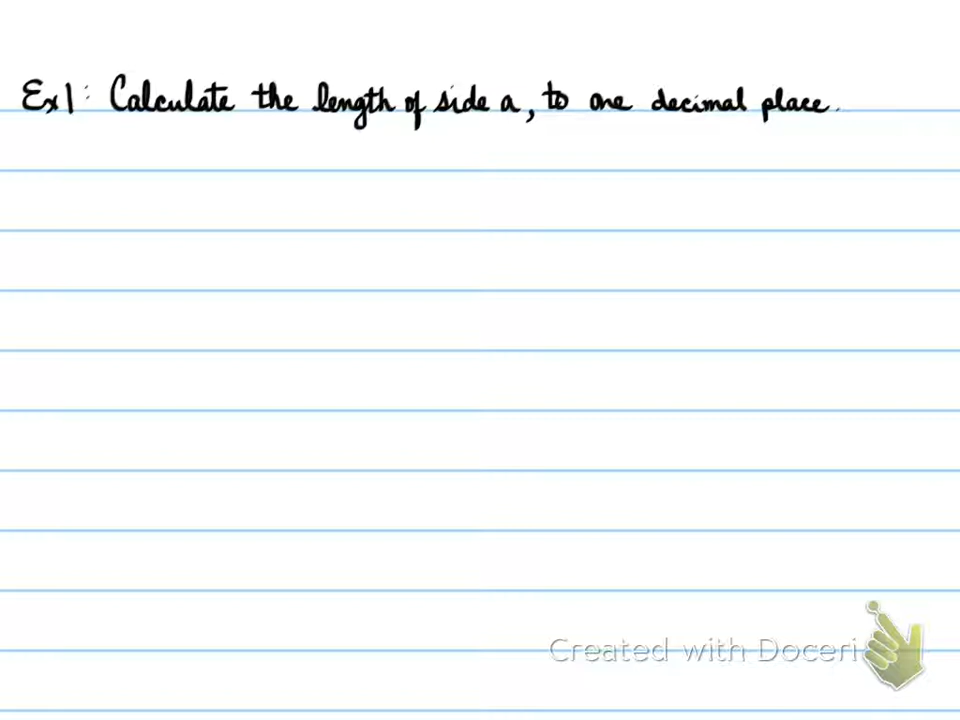 Ex1: Calculate the length of side a, to one decimal place.
Created with Doceri